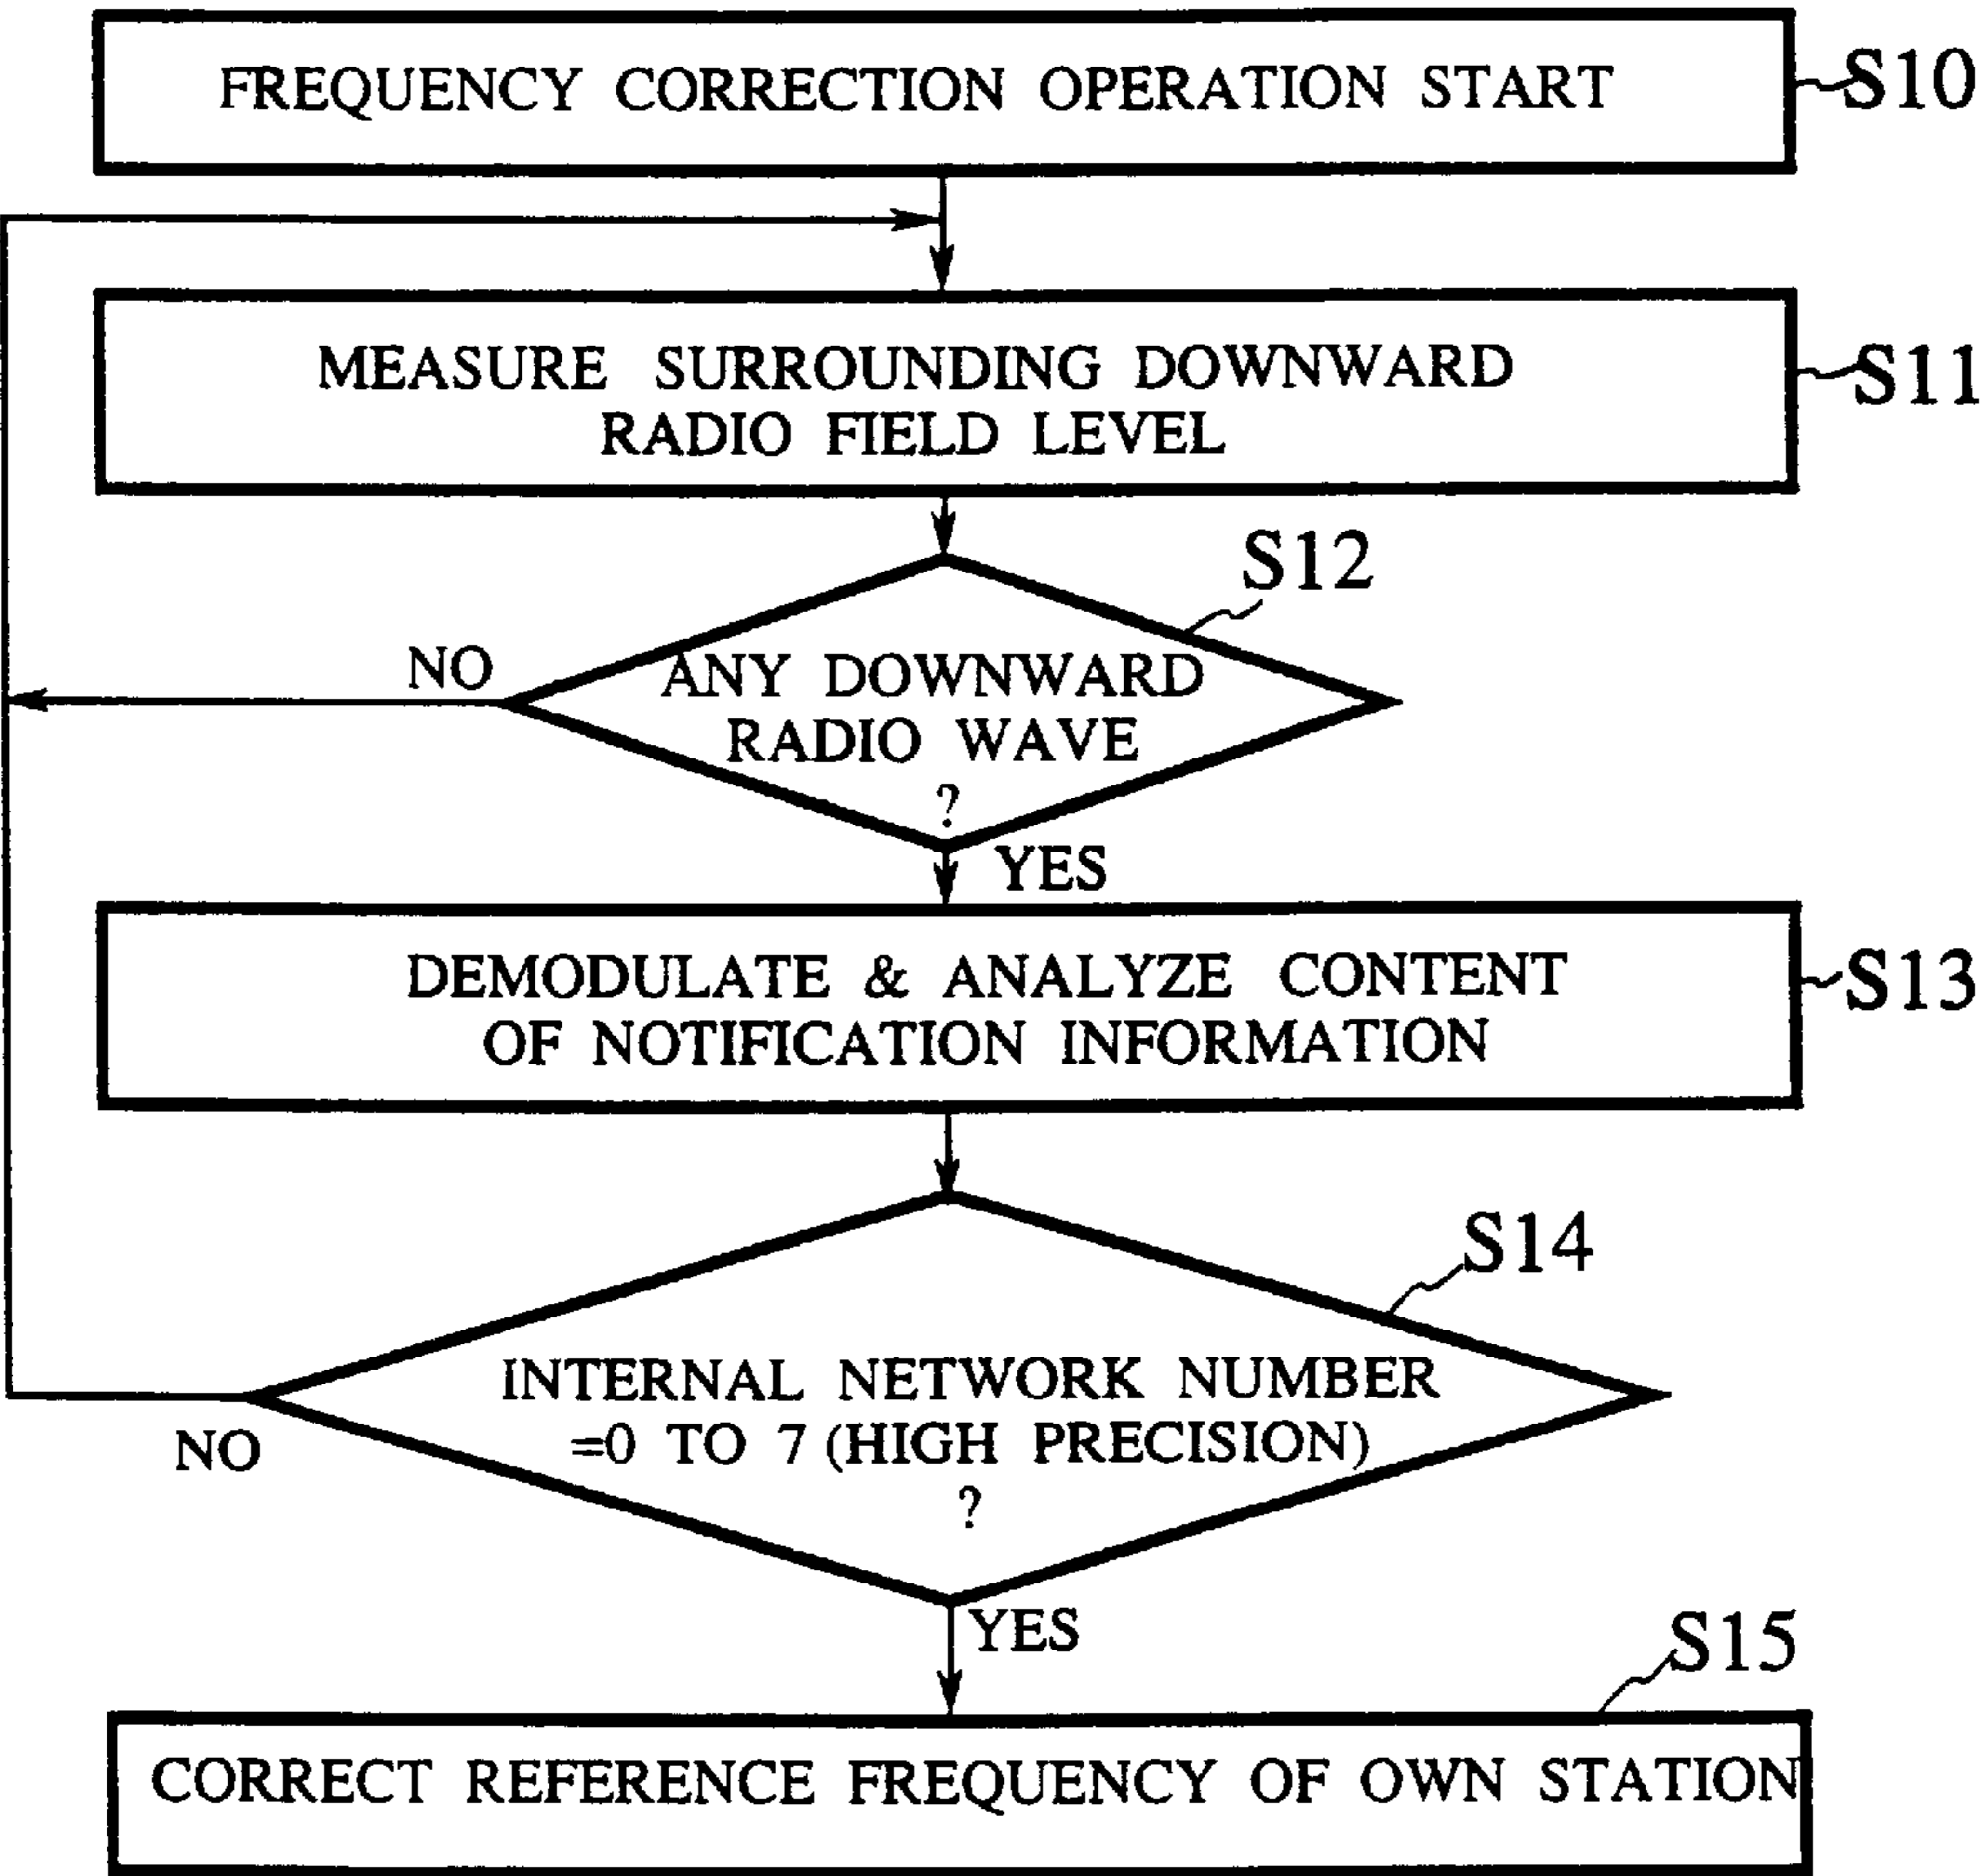 FREQUENCY CORRECTION OPERATION START
S10
MEASURE SURROUNDING DOWNWARD
RADIO FIELD LEVEL
S11
S12
NO
ANY DOWNWARD
RADIO WAVE
?
YES
DEMODULATE & ANALYZE CONTENT
OF NOTIFICATION INFORMATION
S13
S14
INTERNAL NETWORK NUMBER
=0 TO 7 (HIGH PRECISION)
?
NO
YES
S15
CORRECT REFERENCE FREQUENCY OF OWN STATION